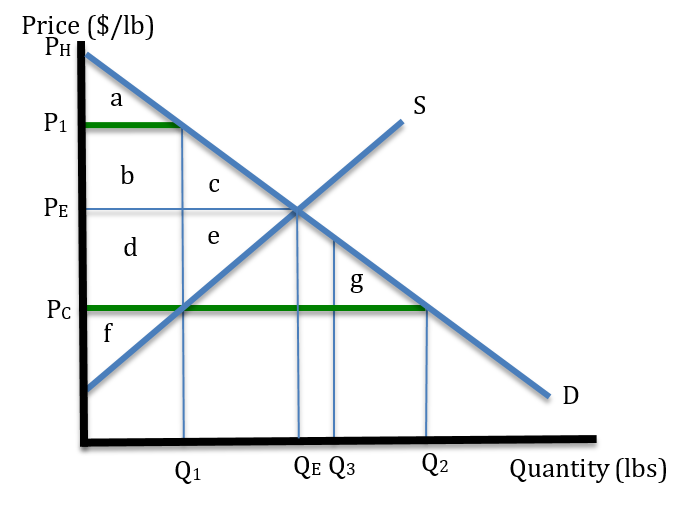 Price ($/lb)
PH
a
S
P1
b
c
PE
d
e
g
PC
f
D
Q1
QE
Q3
Q2
Quantity (lbs)